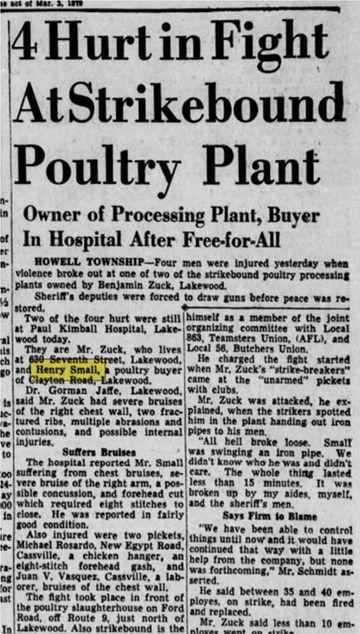 act of Mar. 3, 1879
4 Hurt in Fight
At Strikebound
Poultry Plant
Owner of Processing Plant, Buyer
In Hospital After Free-for-All
HOWELL TOWNSHIP—Four men were injured yesterday when
violence broke out at one of two of the strikebound poultry processing
plants owned by Benjamin Zuck, Lakewood.
Sheriff's deputies were forced to draw guns before peace was re-
stored.
Two of the four hurt were still
at Paul Kimball Hospital, Lake-
wood today.
They are Mr. Zuck, who lives
at 630 Seventh Street, Lakewood,
and Henry Small, a poultry buyer
of Clayton Road, Lakewood.
Dr. Gorman Jaffe, Lakewood,
said Mr. Zuck had severe bruises
of the right chest wall, two frac-
tured ribs, multiple abrasions and
contusions, and possible internal
injuries.
Suffers Bruises
The hospital reported Mr. Small
suffering from chest bruises, se-
vere bruise of the right arm, a pos-
sible concussion, and forehead cut
which required eight stitches to
close. He was reported in fairly
good condition.
Also injured were two pickets,
Michael Rosardo, New Egypt Road,
Cassville, a chicken hanger, an
eight-stitch forehead gash, and
Juan V. Vasquez, Cassville, a lab-
orer, bruises of the chest wall.
The fight took place in front of
the poultry slaughterhouse on Ford
Road, off Route 9, just north of
Lakewood. Also strikebound is the
himself as a member of the joint
organizing committee with Local
863, Teamsters Union, (AFL), and
Local 56, Butchers Union.
He charged the fight started
when Mr. Zuck's "strike-breakers"
came at the "unarmed" pickets
with clubs.
Mr. Zuck was attacked, he ex-
plained, when the strikers spotted
him in the plant handing out iron
pipes to his men.
"All hell broke loose. Small
was swinging an iron pipe. We
didn't know who he was and didn't
care. The whole thing lasted
less than 15 minutes. It was
broken up by my aides, myself,
and the sheriff's men.
Says Firm to Blame
"We have been able to control
things until now and it would have
continued that way with a little
help from the company, but none
was forthcoming," Mr. Schmidt as-
serted.
He said between 35 and 40 em-
ployes, on strike, had been fired
and replaced.
Mr. Zuck said less than 10 em-
ployes went on strike